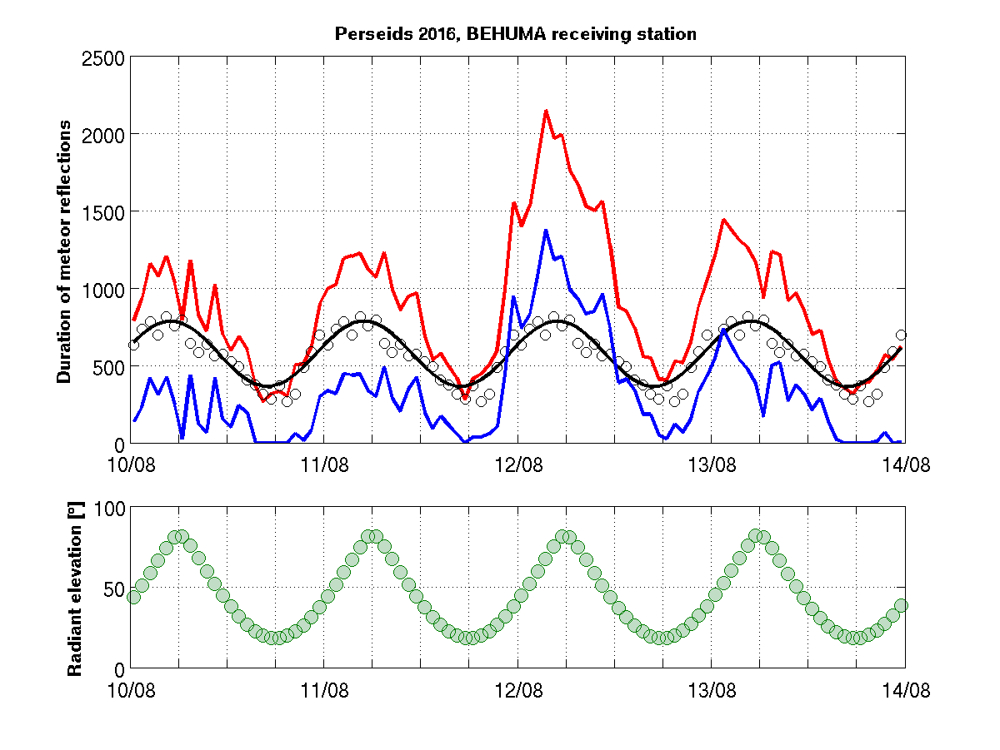 Perseids 2016, BEHUMA receiving station
Duration of meteor reflections
2500
2000
1500
1000
500
0
10/08 11/08 12/08 13/08 14/08
Radiant elevation [º]
100
50
0
10/08 11/08 12/08 13/08 14/08